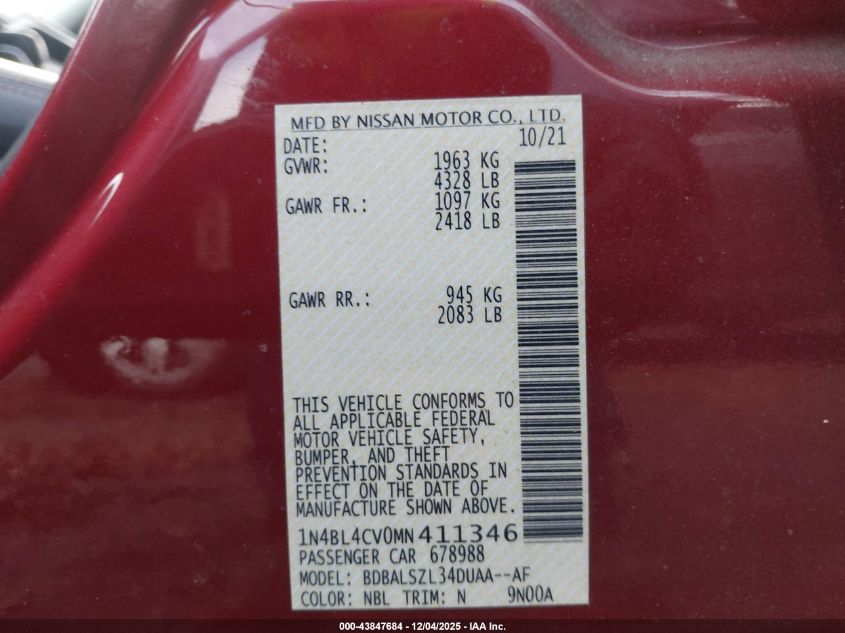 MFD BY NISSAN MOTOR CO., LTD.
DATE: 10/21
GVWR: 1963 KG
4328 LB
GAWR FR.: 1097 KG
2418 LB
GAWR RR.: 945 KG
2083 LB
THIS VEHICLE CONFORMS TO
ALL APPLICABLE FEDERAL
MOTOR VEHICLE SAFETY,
BUMPER, AND THEFT
PREVENTION STANDARDS IN
EFFECT ON THE DATE OF
MANUFACTURE SHOWN ABOVE.
1N4BL4CV0MN411346
PASSENGER CAR 678988
MODEL: BDBALSZL34DUAA--AF
COLOR: NBL TRIM: N 9N00A
000-43847684 - 12/04/2025 - IAA Inc.